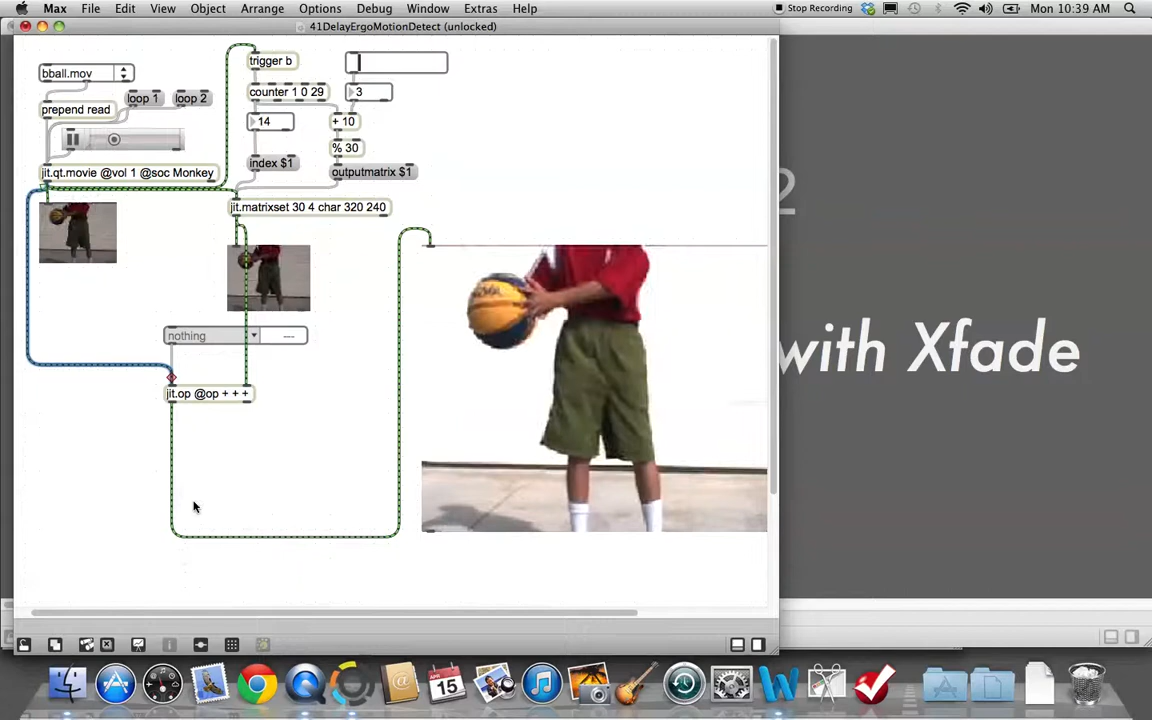 Max File Edit View Object Arrange Options Debug Window Extras Help
Stop Recording Mon 10:39 AM
41DelayErgoMotionDetect (unlocked)
bball.mov
trigger b
loop 1 loop 2
counter 1 0 29
3
prepend read
14
+ 10
% 30
index $1
jit.qt.movie @vol 1 @soc Monkey
outputmatrix $1
jit.matrixset 30 4 char 320 240
2
nothing
---
with Xfade
jit.op @op + + +
APR
15